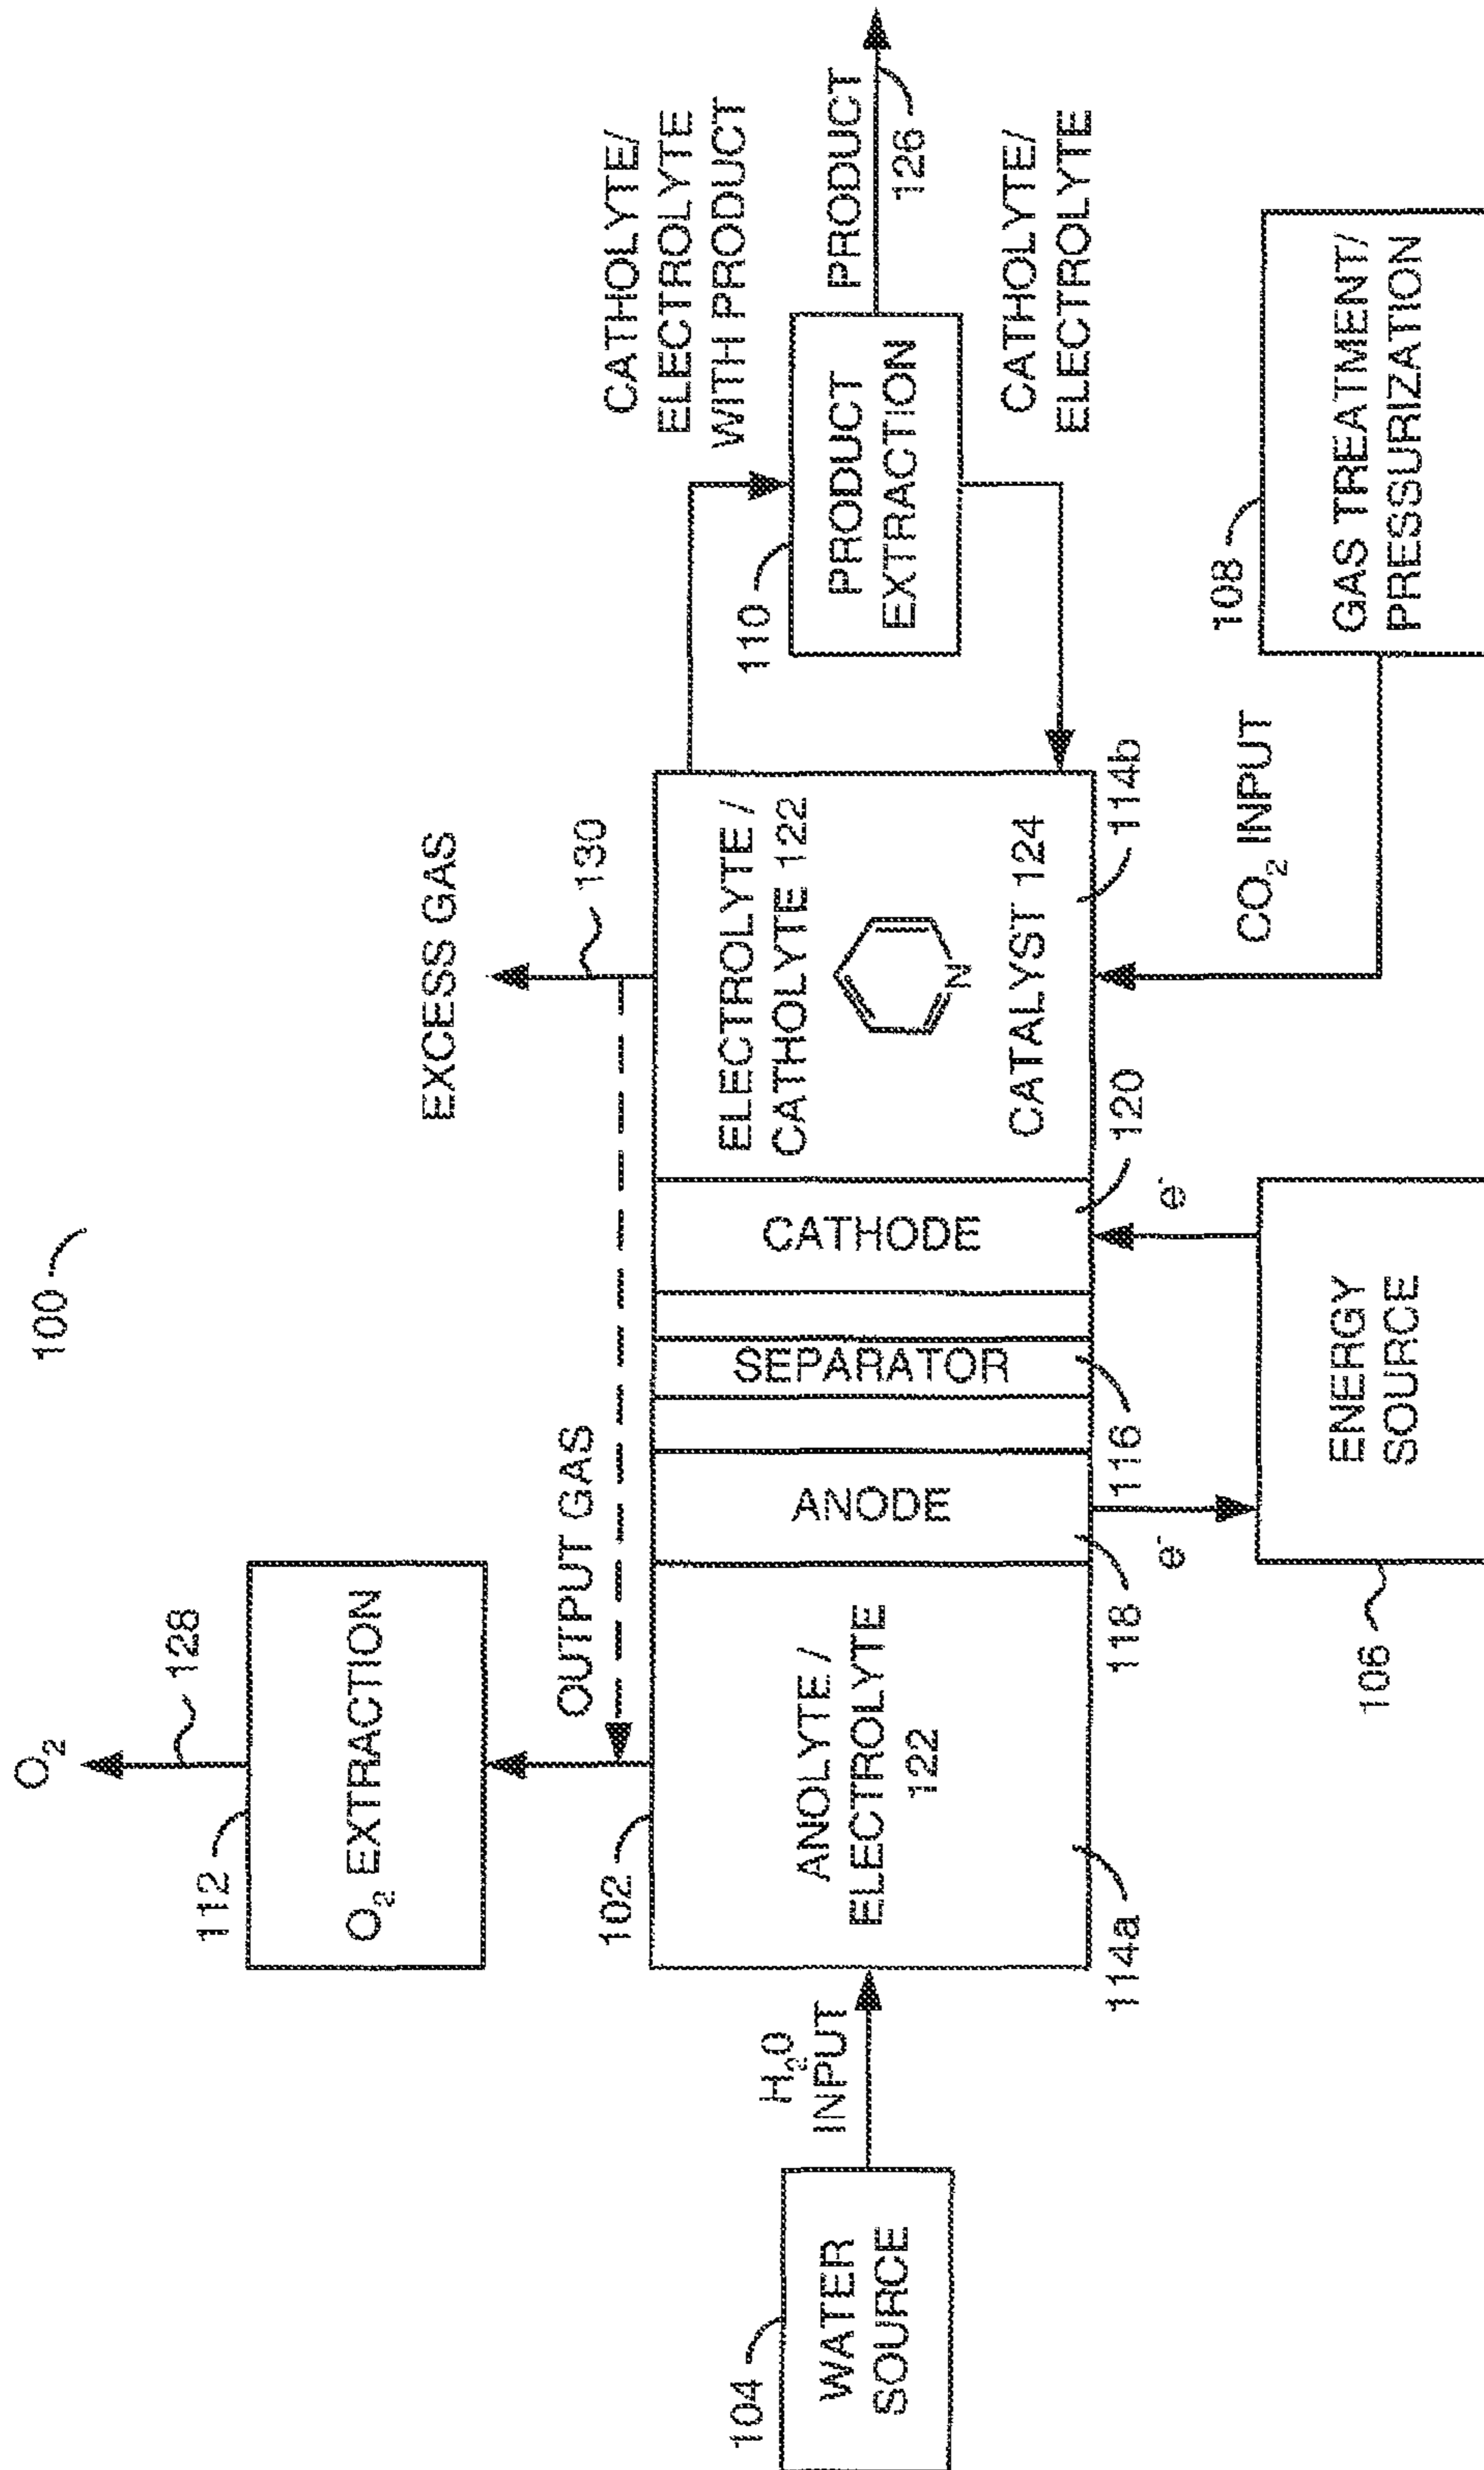 100
O₂
128
112
O₂ EXTRACTION
OUTPUT GAS
EXCESS GAS
130
102
104
WATER
SOURCE
H₂0
INPUT
ANOLYTE /
ELECTROLYTE
122
114a
ANODE
118
SEPARATOR
116
CATHODE
120
ELECTROLYTE /
CATHOLYTE 122
N
CATALYST 124
114b
e⁻
e⁻
ENERGY
SOURCE
106
CATHOLYTE/
ELECTROLYTE
WITH PRODUCT
110
PRODUCT
EXTRACTION
PRODUCT
126
CATHOLYTE/
ELECTROLYTE
CO₂ INPUT
108
GAS TREATMENT/
PRESSURIZATION